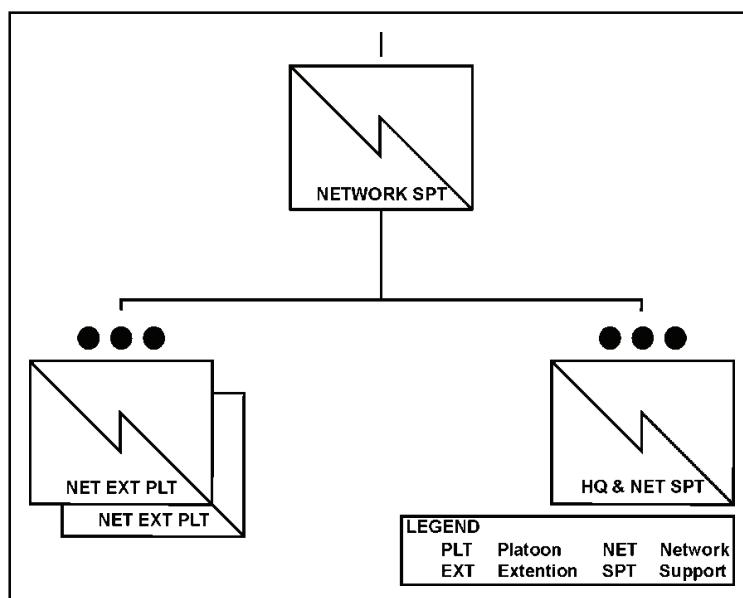 NETWORK SPT
NET EXT PLT
NET EXT PLT
HQ & NET SPT
LEGEND
PLT Platoon NET Network
EXT Extention SPT Support